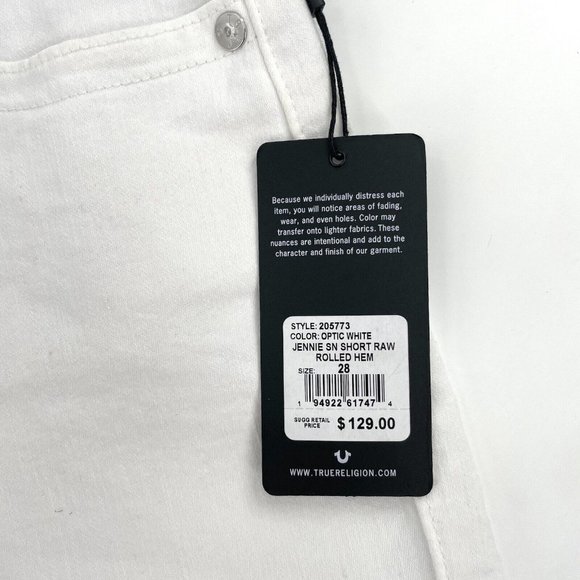 Because we individually distress each
item, you will notice areas of fading,
wear, and even holes. Color may
transfer onto lighter fabrics. These
nuances are intentional and add to the
character and finish of our garment.
STYLE: 205773
COLOR: OPTIC WHITE
JENNIE SN SHORT RAW
ROLLED HEM
SIZE: 28
1 94922 61747 4
SUGG RETAIL
PRICE $129.00
WWW.TRUERELIGION.COM